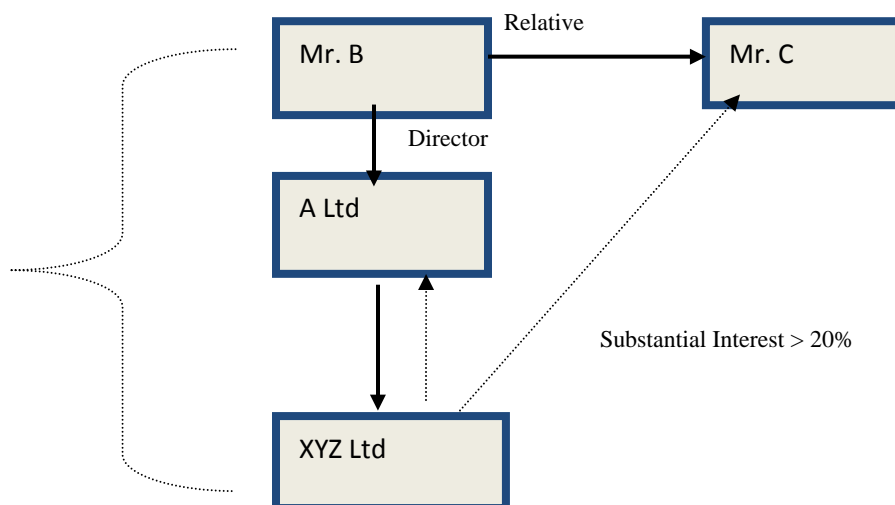 Relative
Mr. B
Mr. C
Director
A Ltd
Substantial Interest > 20%
XYZ Ltd